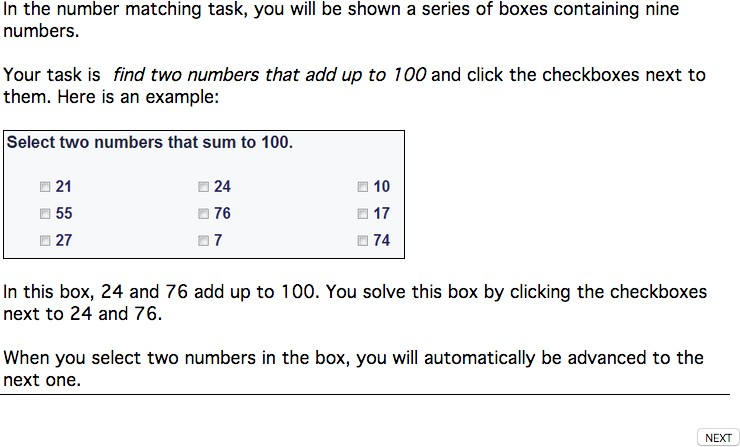 In the number matching task, you will be shown a series of boxes containing nine
numbers.
Your task is find two numbers that add up to 100 and click the checkboxes next to
them. Here is an example:
Select two numbers that sum to 100.
21 24 10
55 76 17
27 7 74
In this box, 24 and 76 add up to 100. You solve this box by clicking the checkboxes
next to 24 and 76.
When you select two numbers in the box, you will automatically be advanced to the
next one.
NEXT